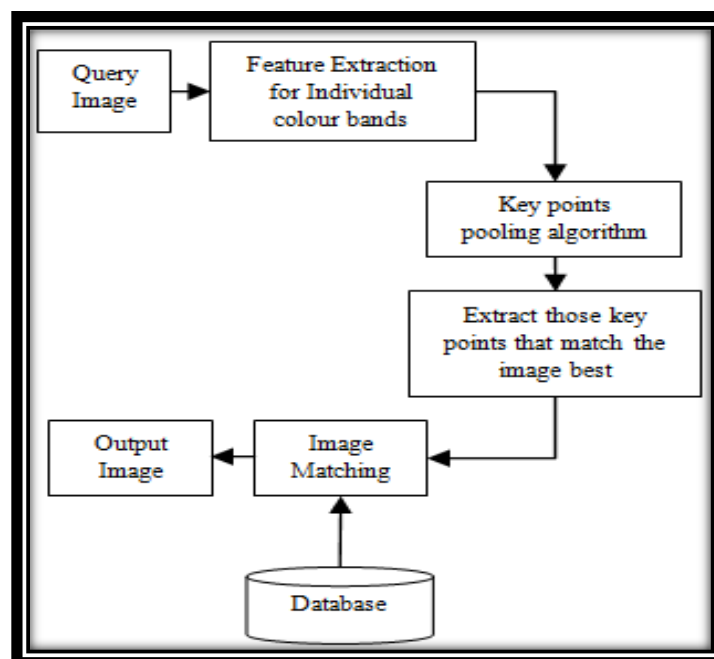 Query
Image
Feature Extraction
for Individual
colour bands
Key points
pooling algorithm
Extract those key
points that match the
image best
Image
Matching
Output
Image
Database